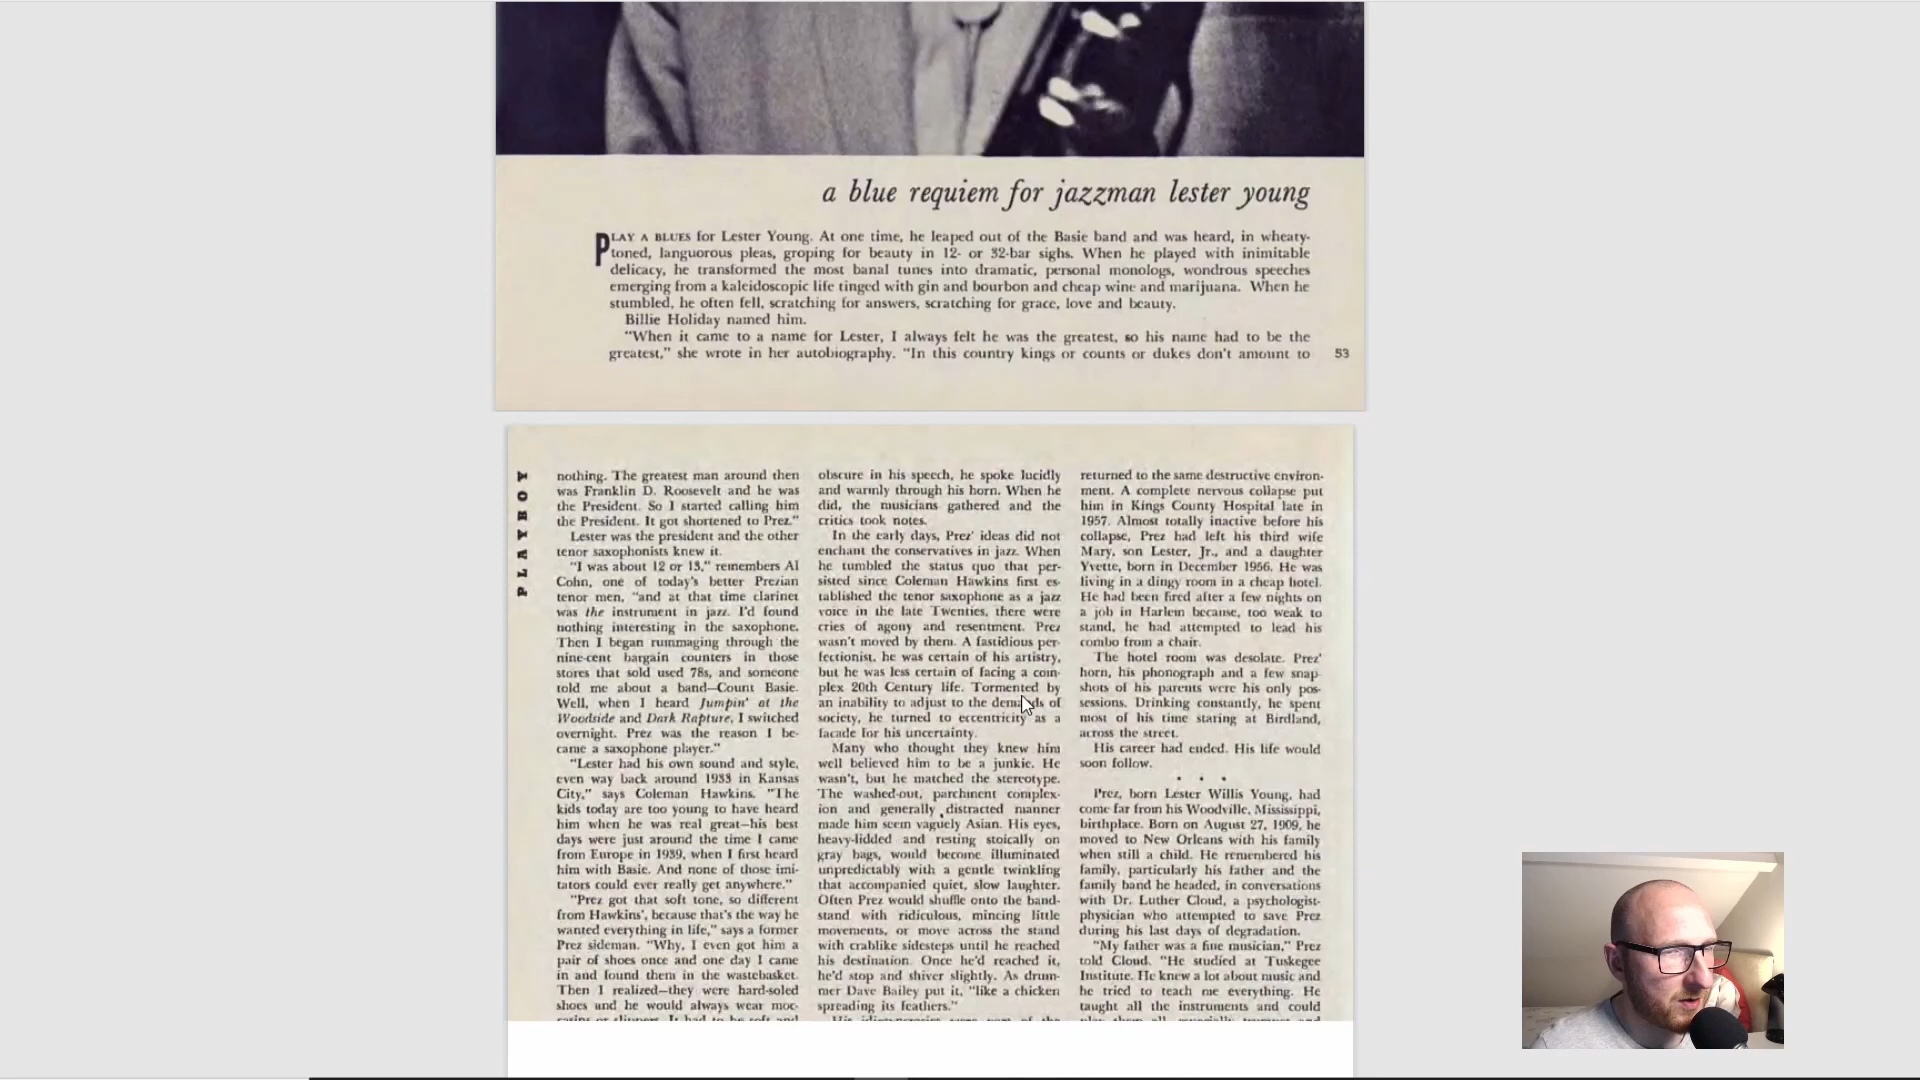 a blue requiem for jazzman lester young
PLAY A BLUES for Lester Young. At one time, he leaped out of the Basie band and was heard, in wheaty-
toned, languorous pleas, groping for beauty in 12- or 32-bar sighs. When he played with inimitable
delicacy, he transformed the most banal tunes into dramatic, personal monologs, wondrous speeches
emerging from a kaleidoscopic life tinged with gin and bourbon and cheap wine and marijuana. When he
stumbled, he often fell, scratching for answers, scratching for grace, love and beauty.
Billie Holiday named him.
"When it came to a name for Lester, I always felt he was the greatest, so his name had to be the
greatest," she wrote in her autobiography. "In this country kings or counts or dukes don't amount to
53
PLAYBOY
nothing. The greatest man around then
was Franklin D. Roosevelt and he was
the President. So I started calling him
the President. It got shortened to Prez."
Lester was the president and the other
tenor saxophonists knew it.
"I was about 12 or 13," remembers Al
Cohn, one of today's better Prezian
tenor men, "and at that time clarinet
was the instrument in jazz. I'd found
nothing interesting in the saxophone.
Then I began rummaging through the
nine-cent bargain counters in those
stores that sold used 78s, and someone
told me about a band—Count Basie.
Well, when I heard Jumpin' at the
Woodside and Dark Rapture, I switched
overnight. Prez was the reason I be-
came a saxophone player."
"Lester had his own sound and style,
even way back around 1933 in Kansas
City," says Coleman Hawkins. "The
kids today are too young to have heard
him when he was real great—his best
days were just around the time I came
from Europe in 1939, when I first heard
him with Basie. And none of those imi-
tators could ever really get anywhere."
"Prez got that soft tone, so different
from Hawkins', because that's the way he
wanted everything in life," says a former
Prez sideman. "Why, I even got him a
pair of shoes once and one day I came
in and found them in the wastebasket.
Then I realized—they were hard-soled
shoes and he would always wear moc-
casins or slippers. It had to be soft and
obscure in his speech, he spoke lucidly
and warmly through his horn. When he
did, the musicians gathered and the
critics took notes.
In the early days, Prez' ideas did not
enchant the conservatives in jazz. When
he tumbled the status quo that per-
sisted since Coleman Hawkins first es-
tablished the tenor saxophone as a jazz
voice in the late Twenties, there were
cries of agony and resentment. Prez
wasn't moved by them. A fastidious per-
fectionist, he was certain of his artistry,
but he was less certain of facing a com-
plex 20th Century life. Tormented by
an inability to adjust to the demands of
society, he turned to eccentricity as a
facade for his uncertainty.
Many who thought they knew him
well believed him to be a junkie. He
wasn't, but he matched the stereotype.
The washed-out, parchment complex-
ion and generally distracted manner
made him seem vaguely Asian. His eyes,
heavy-lidded and resting stoically on
gray bags, would become illuminated
unpredictably with a gentle twinkling
that accompanied quiet, slow laughter.
Often Prez would shuffle onto the band-
stand with ridiculous, mincing little
movements, or move across the stand
with crablike sidesteps until he reached
his destination. Once he'd reached it,
he'd stop and shiver slightly. As drum-
mer Dave Bailey put it, "like a chicken
spreading its feathers."
returned to the same destructive environ-
ment. A complete nervous collapse put
him in Kings County Hospital late in
1957. Almost totally inactive before his
collapse, Prez had left his third wife
Mary, son Lester, Jr., and a daughter
Yvette, born in December 1956. He was
living in a dingy room in a cheap hotel.
He had been fired after a few nights on
a job in Harlem because, too weak to
stand, he had attempted to lead his
combo from a chair.
The hotel room was desolate. Prez'
horn, his phonograph and a few snap-
shots of his parents were his only pos-
sessions. Drinking constantly, he spent
most of his time staring at Birdland,
across the street.
His career had ended. His life would
soon follow.
• • •
Prez, born Lester Willis Young, had
come far from his Woodville, Mississippi,
birthplace. Born on August 27, 1909, he
moved to New Orleans with his family
when still a child. He remembered his
family, particularly his father and the
family band he headed, in conversations
with Dr. Luther Cloud, a psychologist-
physician who attempted to save Prez
during his last days of degradation.
"My father was a fine musician," Prez
told Cloud. "He studied at Tuskegee
Institute. He knew a lot about music and
he tried to teach me everything. He
taught all the instruments and could